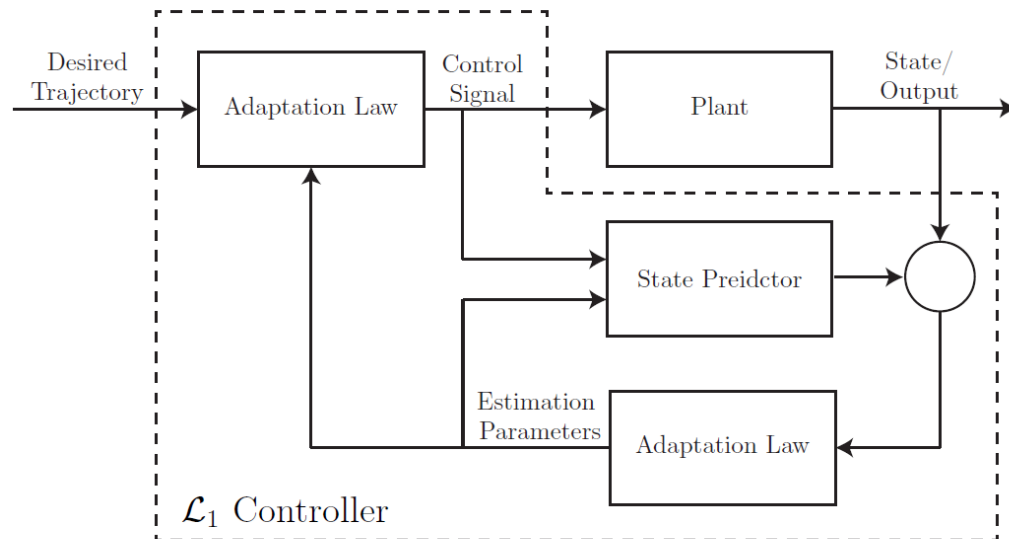 Desired
Trajectory
Adaptation Law
Control
Signal
Plant
State/
Output
State Preidctor
Estimation
Parameters
Adaptation Law
ℒ₁ Controller